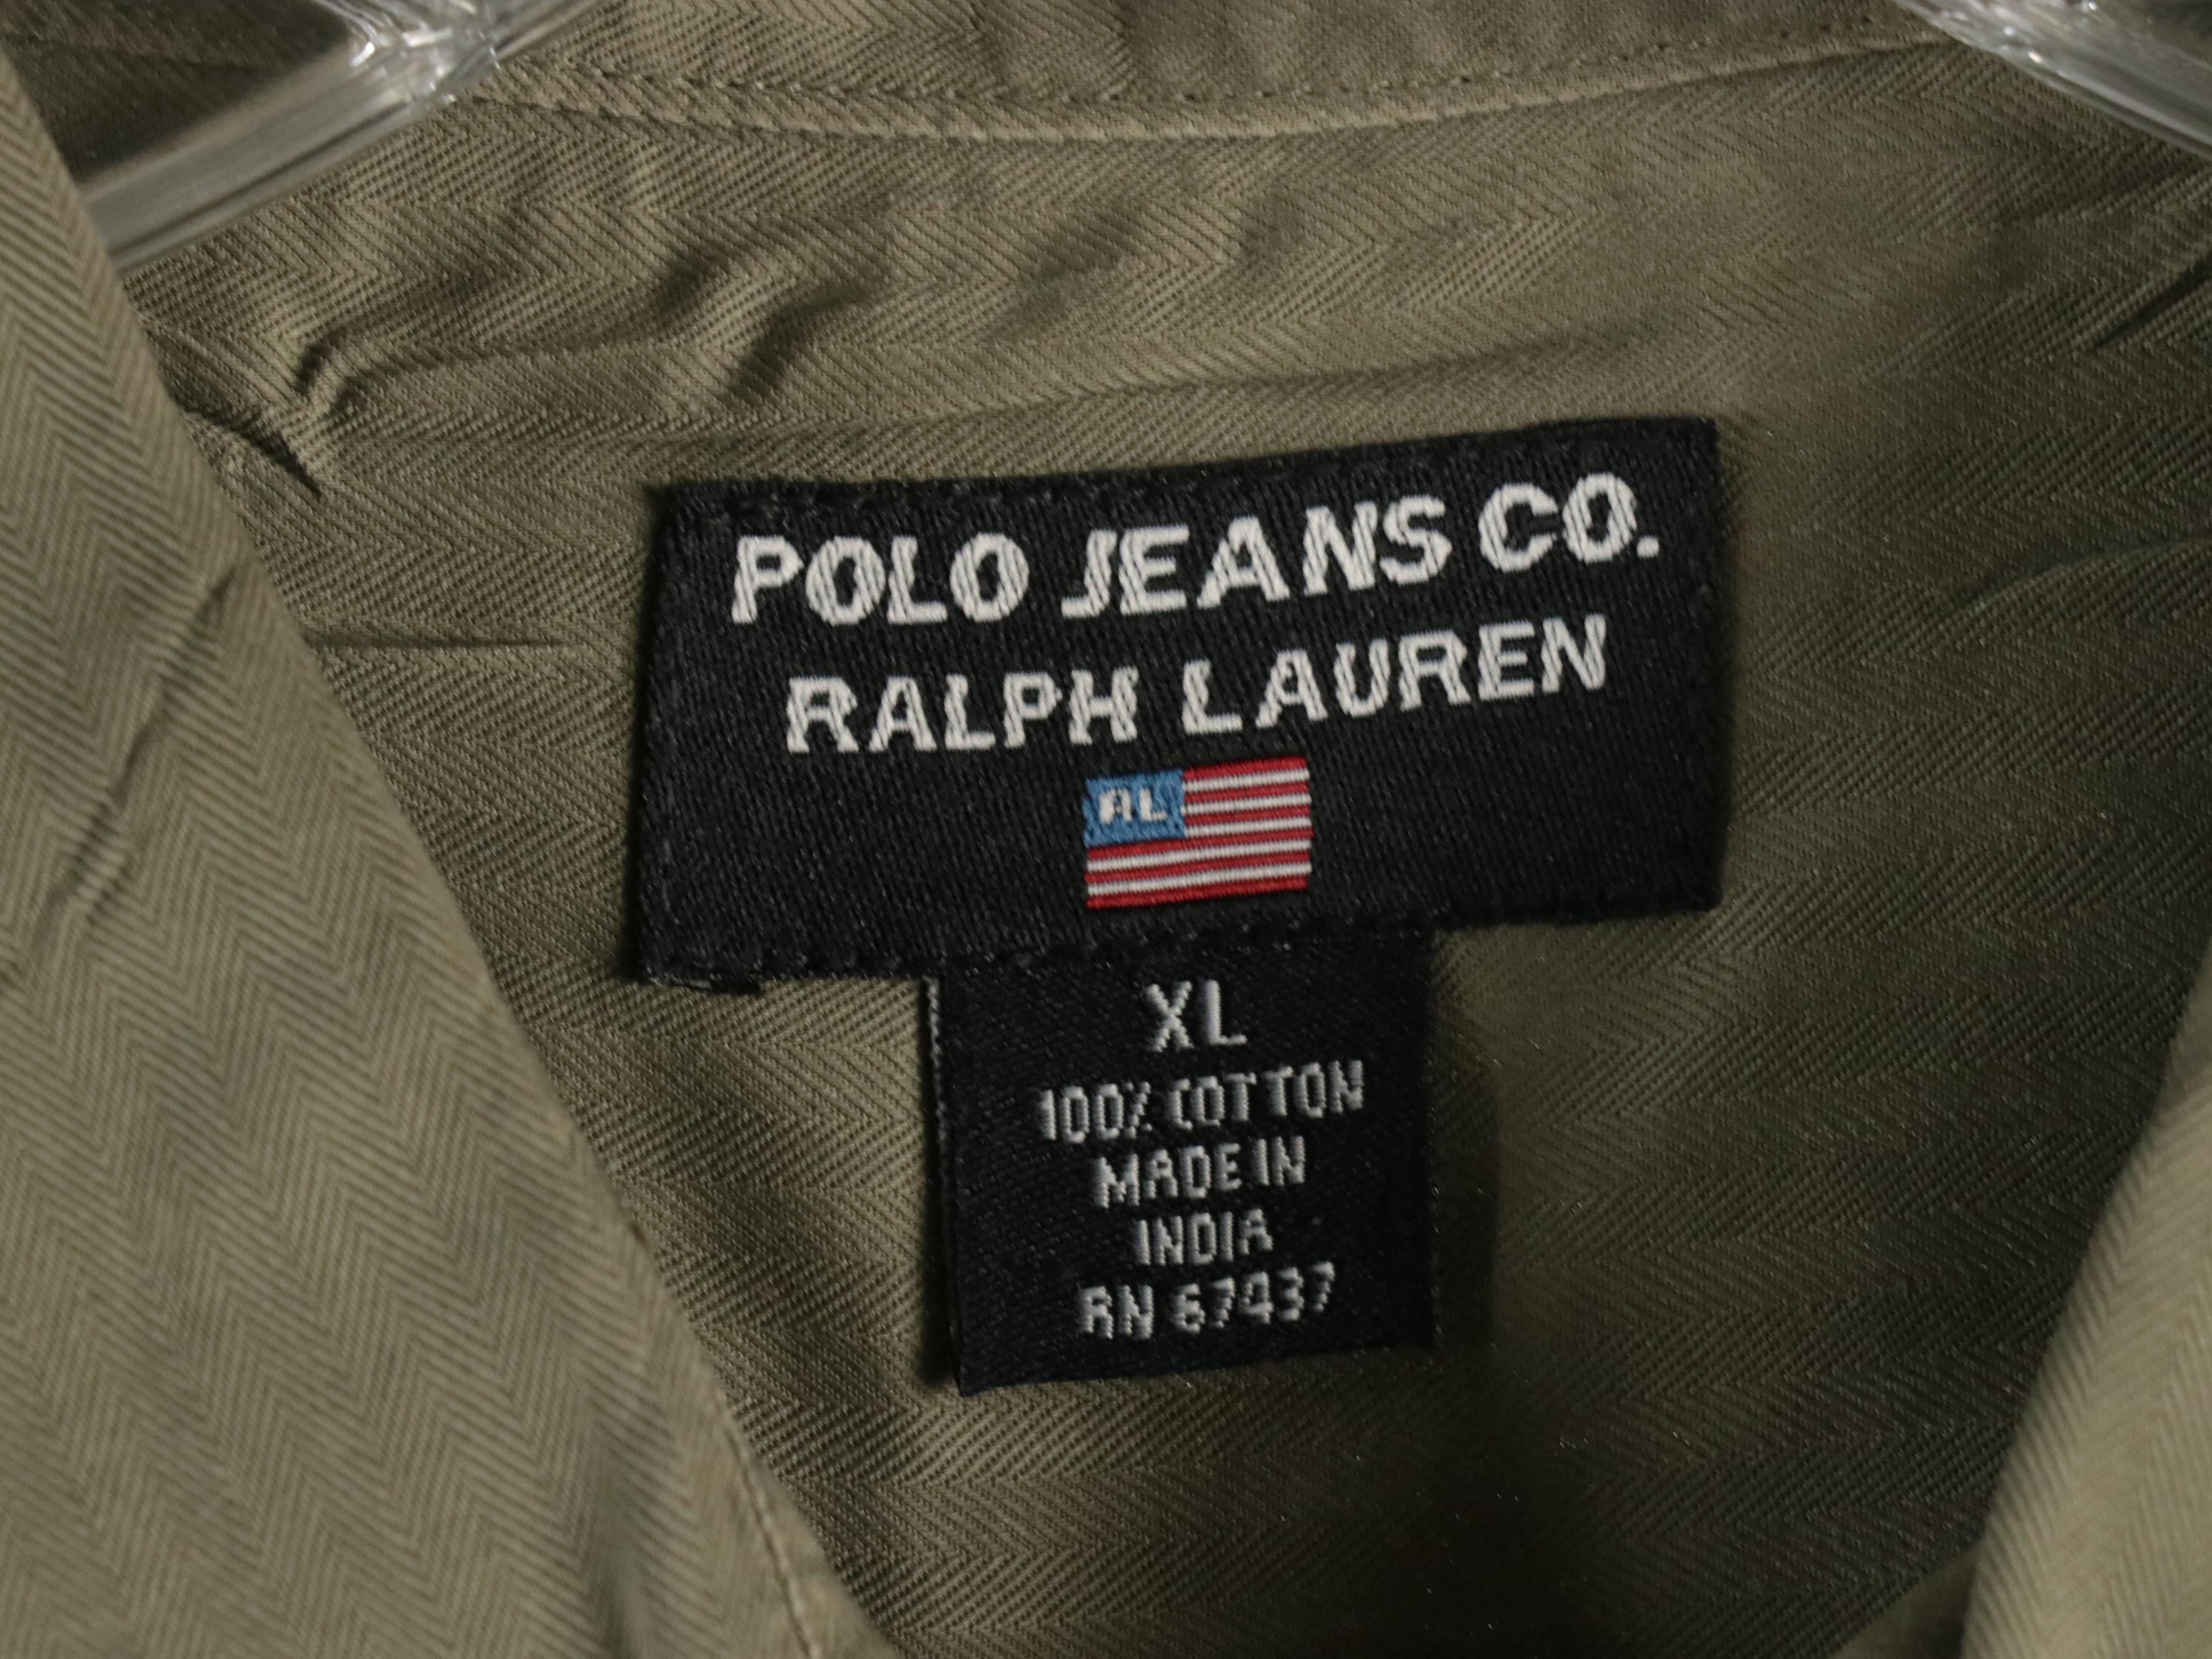 POLO JEANS CO.
RALPH LAUREN
RL
XL
100% COTTON
MADE IN
INDIA
RN 67437